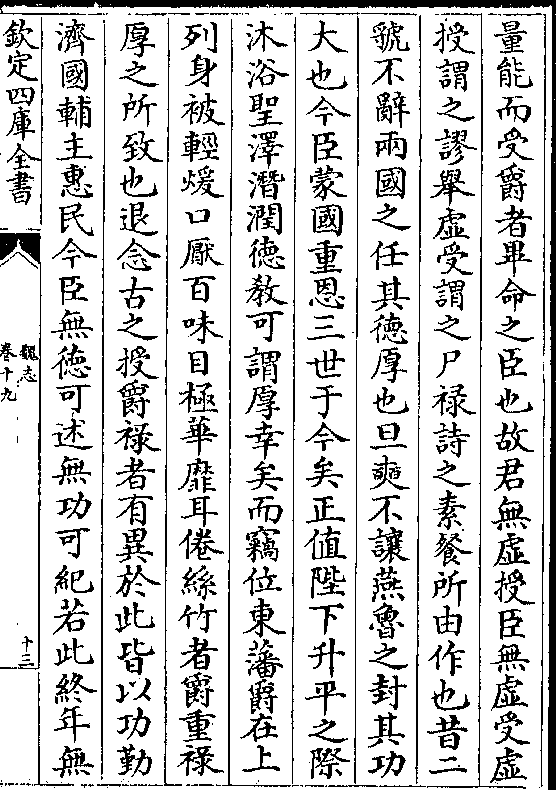 量能而受爵者畢命之臣也故君無虛授臣無虛受虛
授謂之謬舉虛受謂之尸禄詩之素餐所由作也昔二
虢不辭兩國之任其徳厚也旦奭不讓燕魯之封其功
大也今臣蒙國重恩三世于今矣正值陛下升平之際
沐浴聖澤潛潤徳教可謂厚幸矣而竊位東藩爵在上
列身被輕煖口厭百味目極華靡耳倦絲竹者爵重禄
厚之所致也退念古之授爵禄者有異於此皆以功勤
濟國輔主惠民今臣無徳可述無功可紀若此終年無
欽定四庫全書
魏志
卷十九
十三